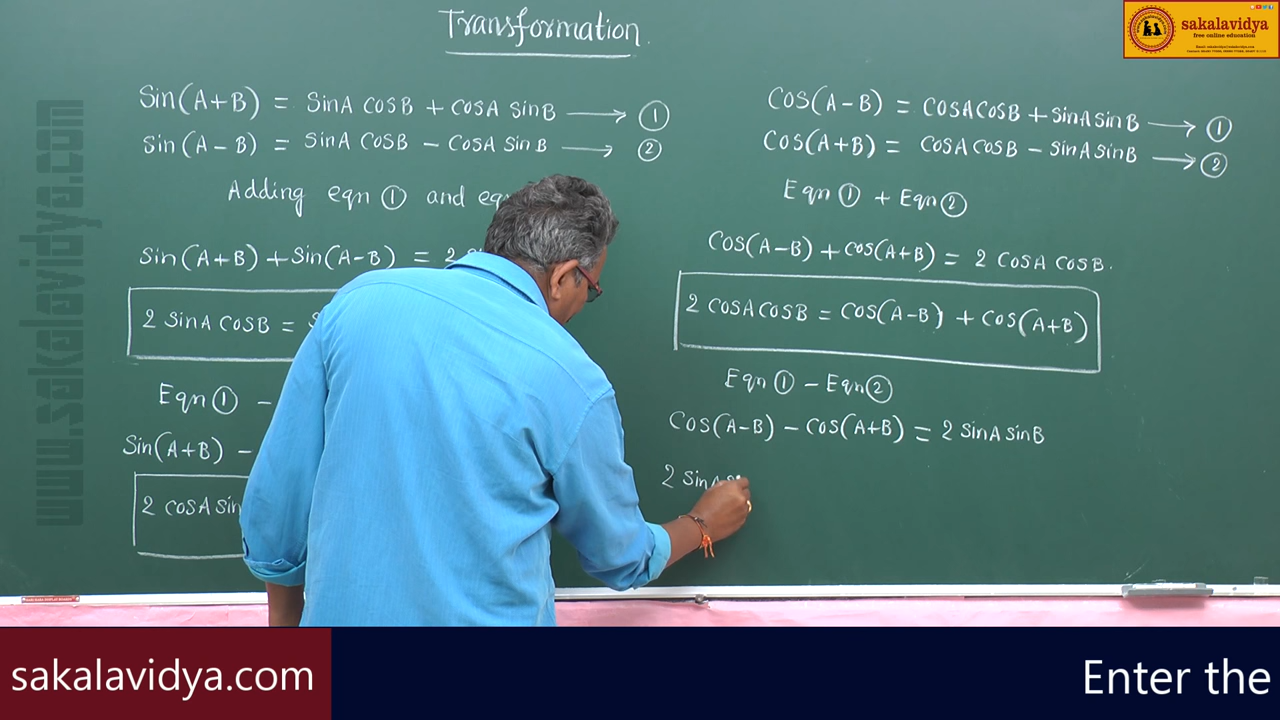 Transformation
sakalavidya
free online education
www.sakalavidya.com
Sin(A+B) = SinA COSB + COSA SinB ⟶ ①
Sin(A−B) = SinA COSB − COSA SinB ⟶ ②
Adding eqn ① and
Sin(A+B) + Sin(A−B) = 2
2 SinA COSB =
Eqn ① −
Sin(A+B) −
2 COSA Sin
COS(A−B) = COSA COSB + SinA SinB ⟶ ①
COS(A+B) = COSA COSB − SinA SinB ⟶ ②
Eqn ① + Eqn ②
COS(A−B) + COS(A+B) = 2 COSA COSB.
2 COSA COSB = COS(A−B) + COS(A+B)
Eqn ① − Eqn ②
COS(A−B) − COS(A+B) = 2 SinA SinB
2 SinA
sakalavidya.com
Enter the